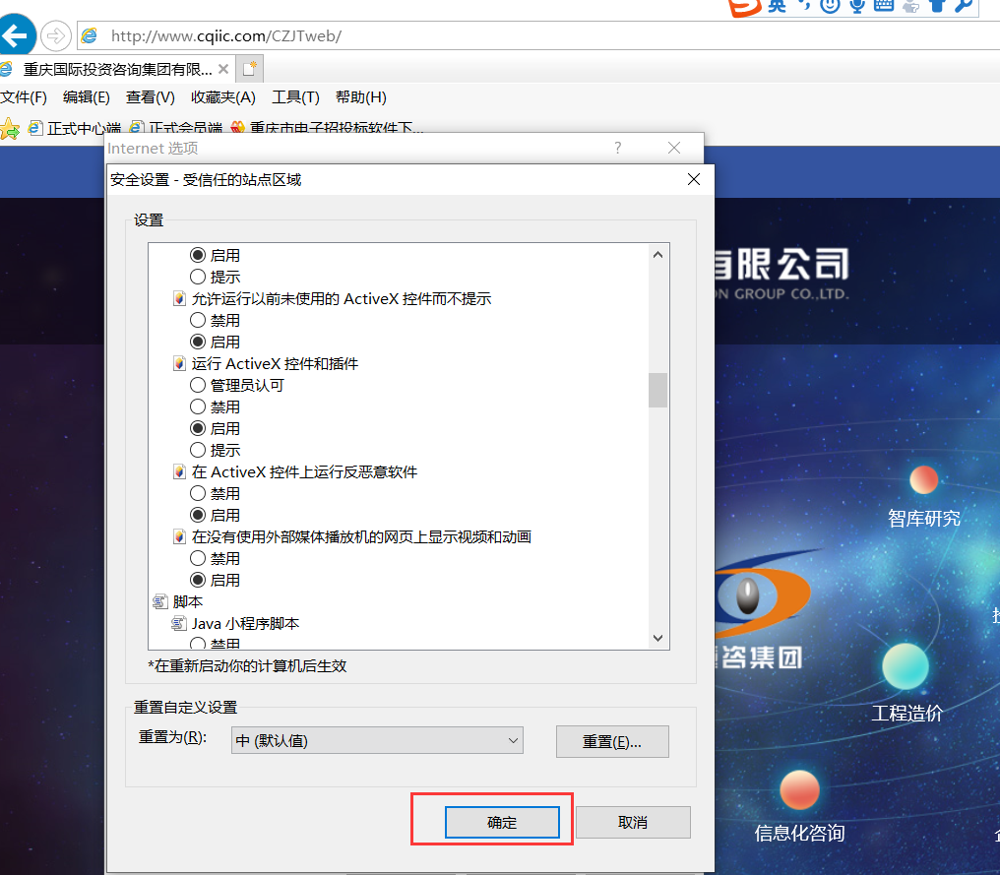 英
http://www.cqiic.com/CZJTweb/
重庆国际投资咨询集团有限...
文件(F) 编辑(E) 查看(V) 收藏夹(A) 工具(T) 帮助(H)
正式中心端 正式会员端 重庆市电子招投标软件下...
Internet 选项
安全设置 - 受信任的站点区域
设置
启用
提示
允许运行以前未使用的 ActiveX 控件而不提示
禁用
启用
运行 ActiveX 控件和插件
管理员认可
禁用
启用
提示
在 ActiveX 控件上运行反恶意软件
禁用
启用
在没有使用外部媒体播放机的网页上显示视频和动画
禁用
启用
脚本
Java 小程序脚本
禁用
*在重新启动你的计算机后生效
重置自定义设置
重置为(R):
中 (默认值)
重置(E)...
确定
取消
有限公司
ON GROUP CO.,LTD.
智库研究
咨集团
工程造价
信息化咨询